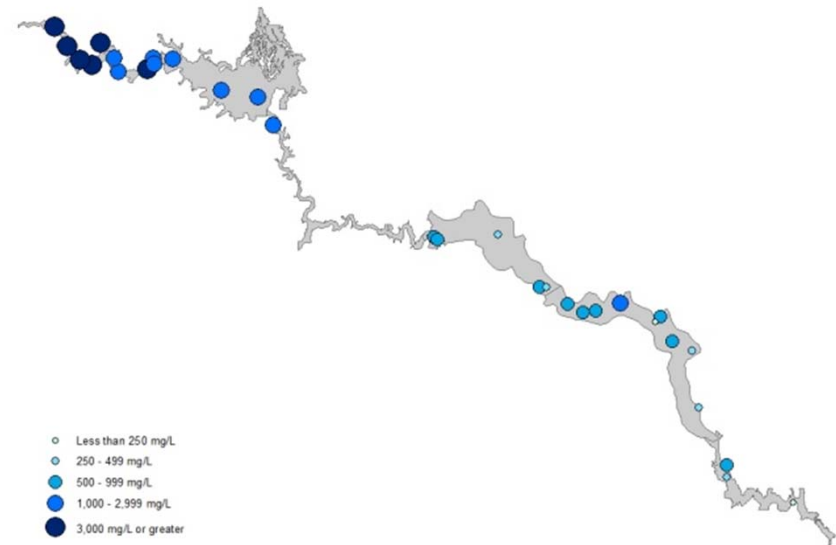 Less than 250 mg/L
250 - 499 mg/L
500 - 999 mg/L
1,000 - 2,999 mg/L
3,000 mg/L or greater